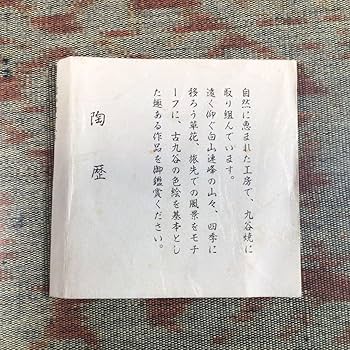 自然に恵まれた工房で、九谷焼に
取り組んでいます。
遠く仰ぐ白山連峰の山々、四季に
移ろう草花、旅先での風景をモチ
ーフに、古九谷の色絵を基本とし
た趣ある作品を御鑑賞ください。
陶歴